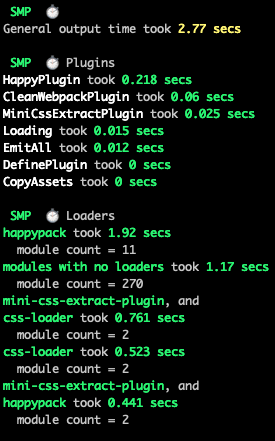 SMP ⏱
General output time took 2.77 secs
SMP ⏱ Plugins
HappyPlugin took 0.218 secs
CleanWebpackPlugin took 0.06 secs
MiniCssExtractPlugin took 0.025 secs
Loading took 0.015 secs
EmitAll took 0.012 secs
DefinePlugin took 0 secs
CopyAssets took 0 secs
SMP ⏱ Loaders
happypack took 1.92 secs
module count = 11
modules with no loaders took 1.17 secs
module count = 270
mini-css-extract-plugin, and
css-loader took 0.761 secs
module count = 2
css-loader took 0.523 secs
module count = 2
mini-css-extract-plugin, and
happypack took 0.441 secs
module count = 2